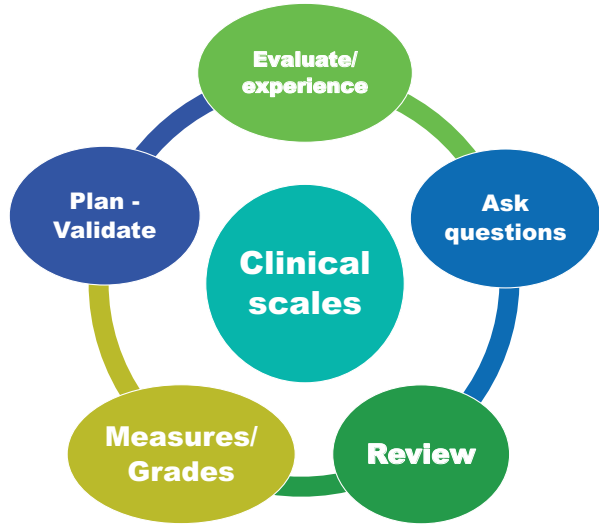 Evaluate/
experience
Ask
questions
Review
Measures/
Grades
Plan -
Validate
Clinical
scales